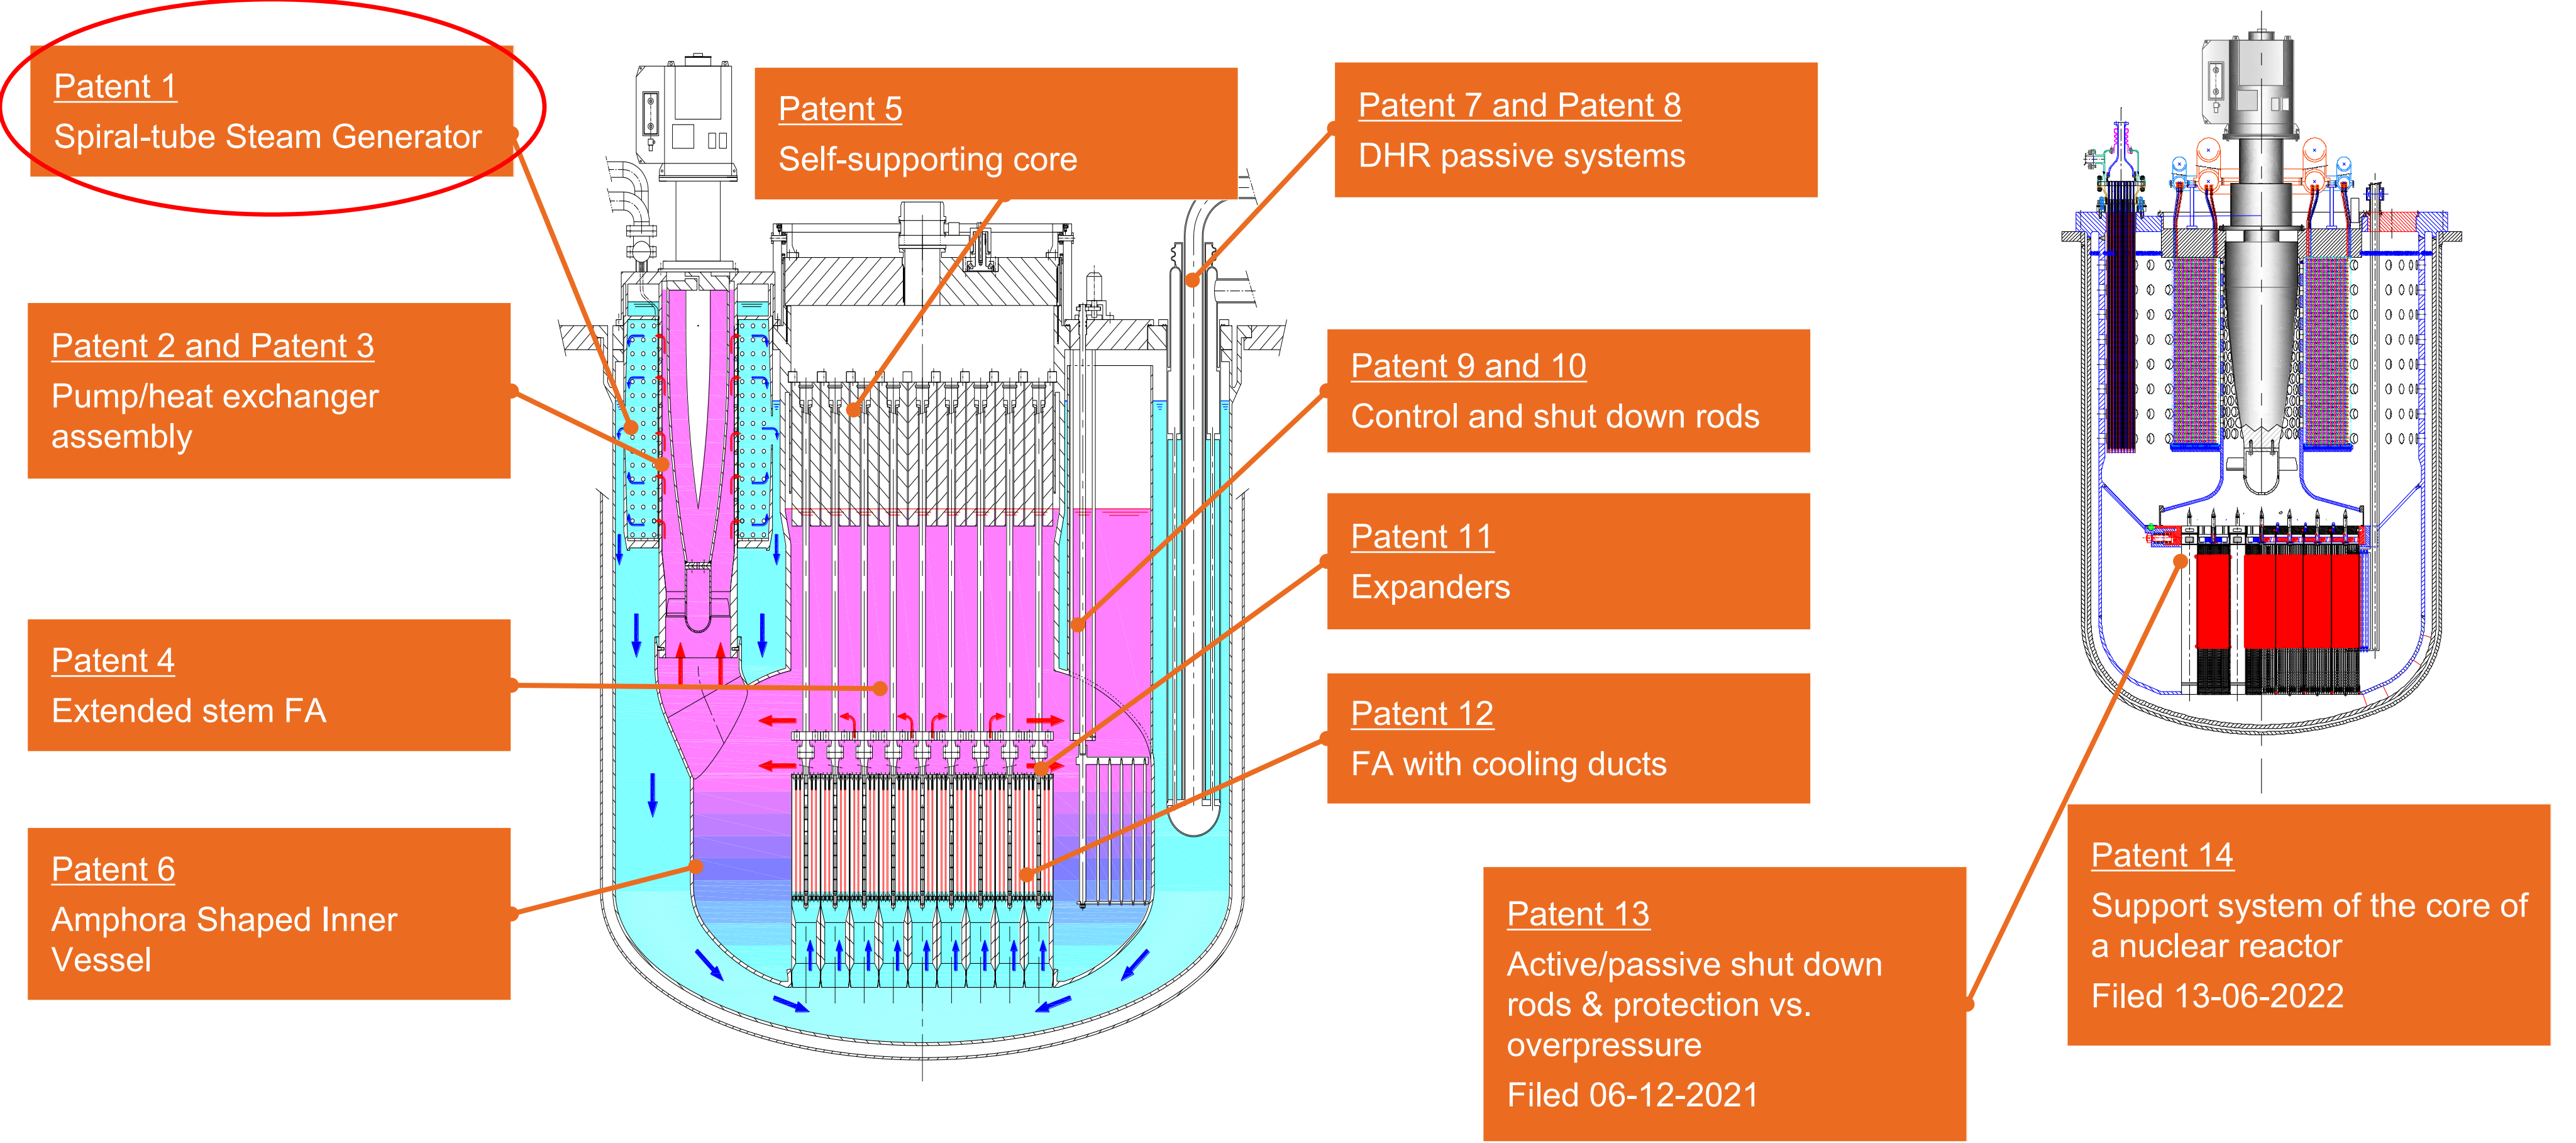 Patent 1
Spiral-tube Steam Generator
Patent 2 and Patent 3
Pump/heat exchanger
assembly
Patent 4
Extended stem FA
Patent 6
Amphora Shaped Inner
Vessel
Patent 5
Self-supporting core
Patent 7 and Patent 8
DHR passive systems
Patent 9 and 10
Control and shut down rods
Patent 11
Expanders
Patent 12
FA with cooling ducts
Patent 13
Active/passive shut down
rods & protection vs.
overpressure
Filed 06-12-2021
Patent 14
Support system of the core of
a nuclear reactor
Filed 13-06-2022